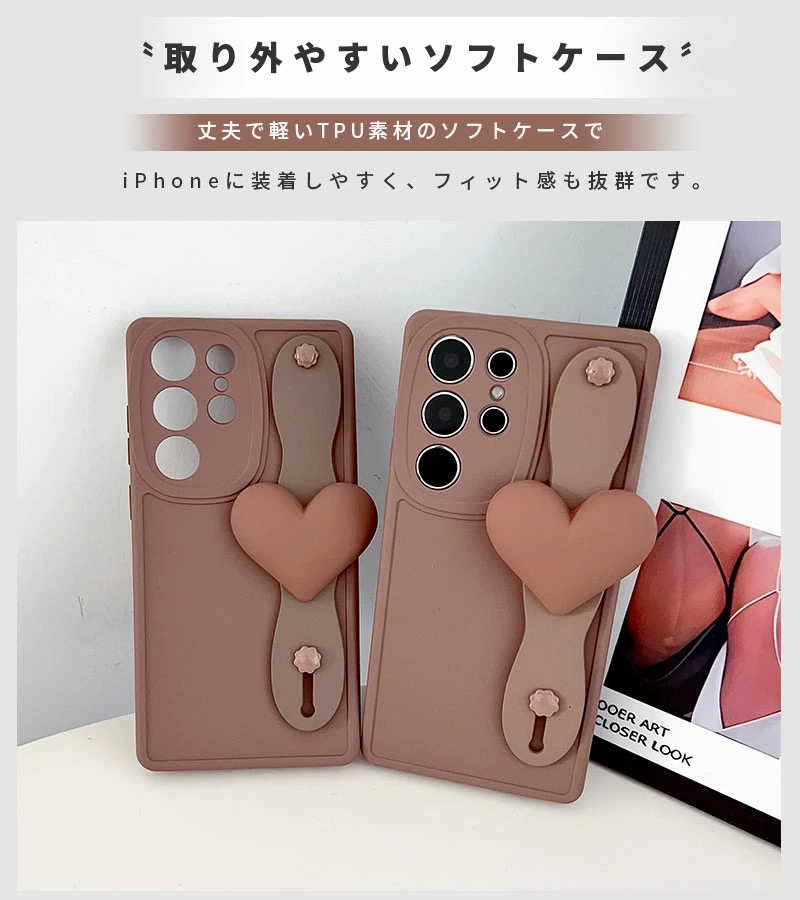 〝取り外やすいソフトケース〞
丈夫で軽いTPU素材のソフトケースで
iPhoneに装着しやすく、フィット感も抜群です。
OOER ART
CLOSER LOOK